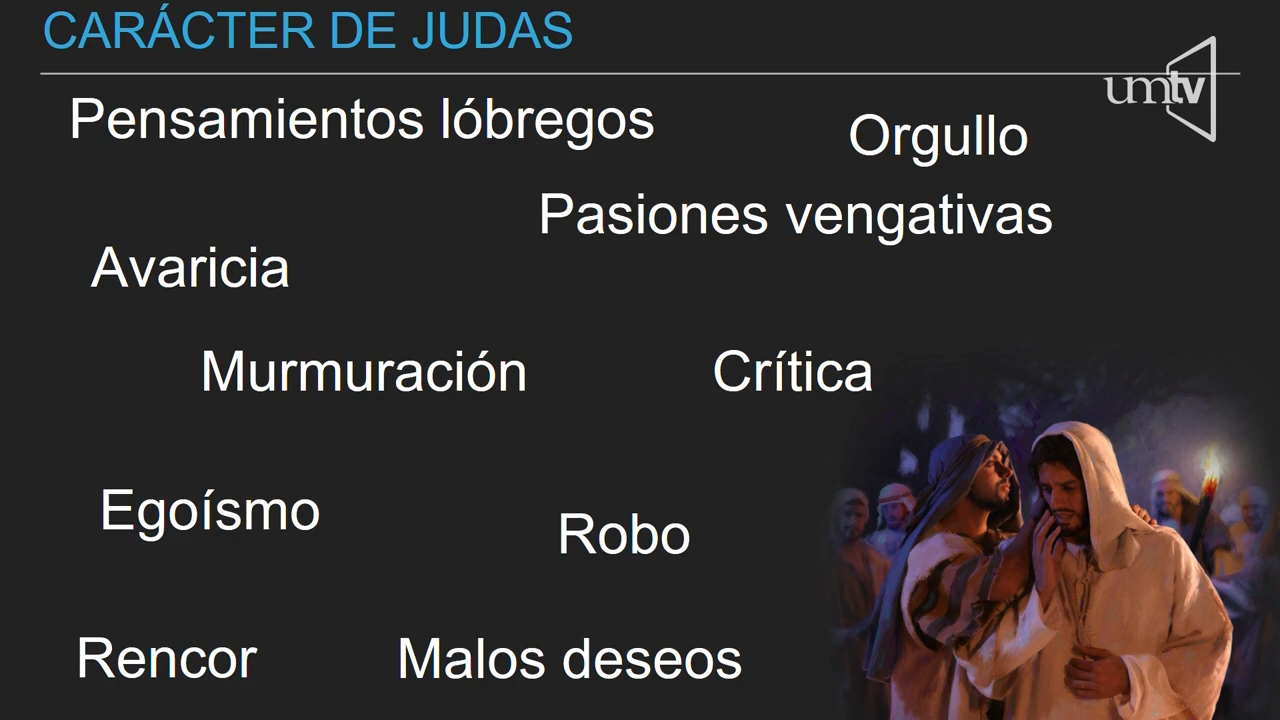 CARÁCTER DE JUDAS
umtv
Pensamientos lóbregos
Orgullo
Pasiones vengativas
Avaricia
Murmuración
Crítica
Egoísmo
Robo
Rencor
Malos deseos